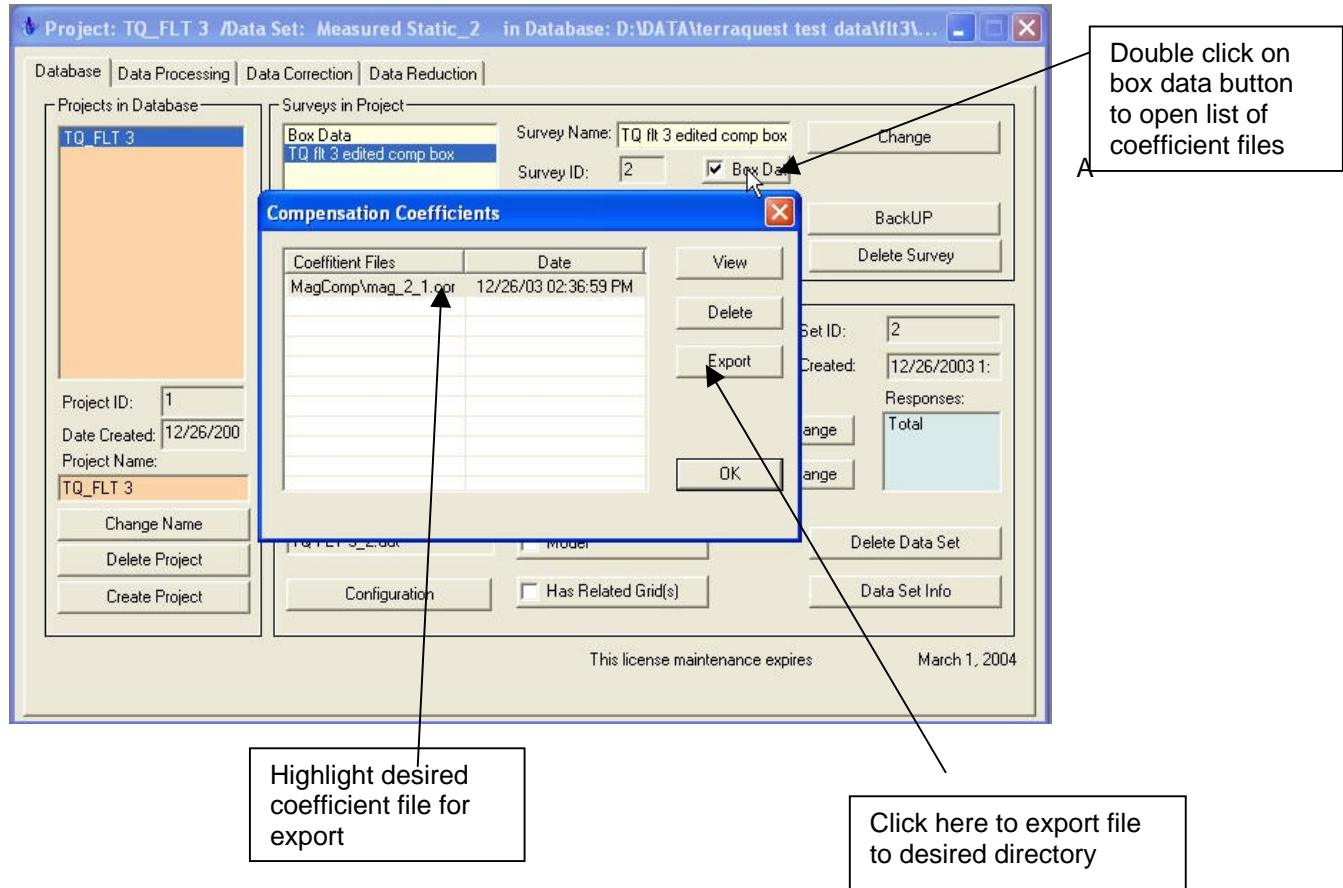 Project: TQ_FLT 3 /Data Set: Measured Static_2 in Database: D:\DATA\terraquest test data\flt3\...
Double click on
box data button
to open list of
coefficient files
A
Database
Data Processing
Data Correction
Data Reduction
Projects in Database
TQ_FLT 3
Project ID: 1
Date Created: 12/26/200
Project Name:
TQ_FLT 3
Change Name
Delete Project
Create Project
Surveys in Project
Box Data
TQ flt 3 edited comp box
Survey Name: TQ flt 3 edited comp box
Survey ID: 2
Box Dat
Change
BackUP
Delete Survey
Compensation Coefficients
Coeffitient Files
Date
MagComp\mag_2_1.cor 12/26/03 02:36:59 PM
View
Delete
Export
OK
Set ID: 2
Created: 12/26/2003 1:
Responses:
Total
ange
ange
Model
Delete Data Set
Configuration
Has Related Grid(s)
Data Set Info
This license maintenance expires March 1, 2004
Highlight desired
coefficient file for
export
Click here to export file
to desired directory